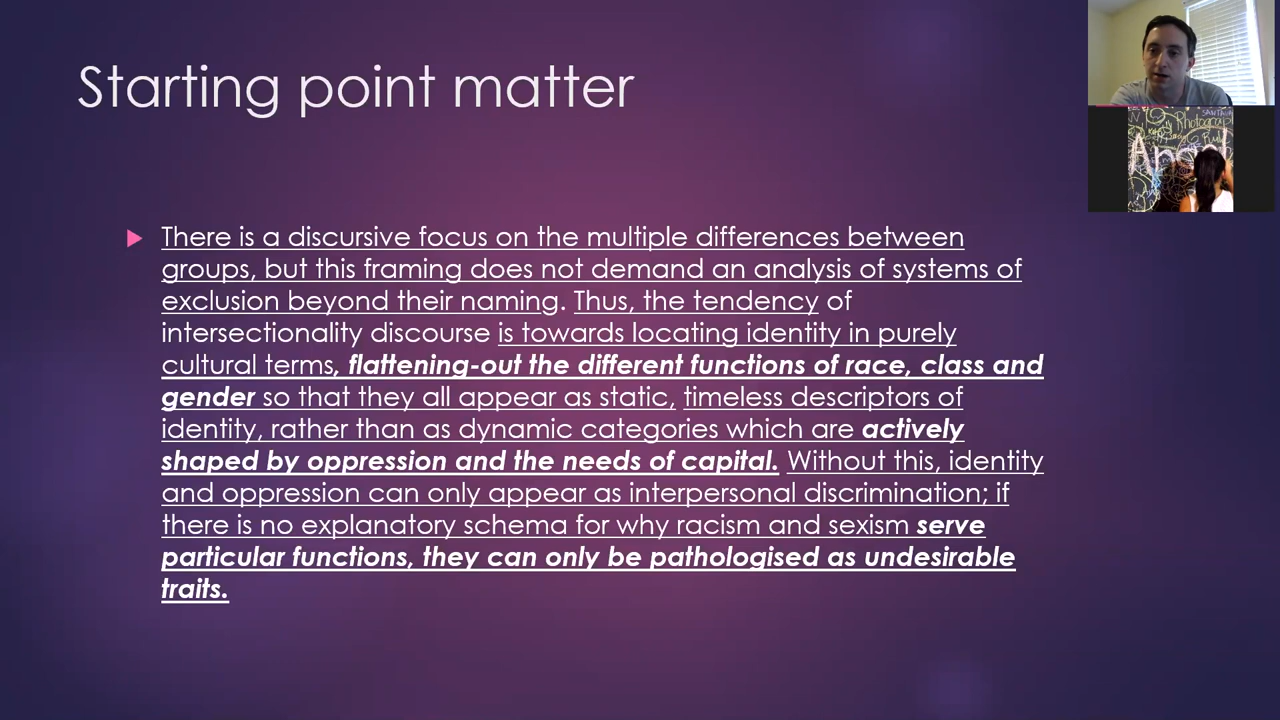 Starting point matter
There is a discursive focus on the multiple differences between
groups, but this framing does not demand an analysis of systems of
exclusion beyond their naming. Thus, the tendency of
intersectionality discourse is towards locating identity in purely
cultural terms, flattening-out the different functions of race, class and
gender so that they all appear as static, timeless descriptors of
identity, rather than as dynamic categories which are actively
shaped by oppression and the needs of capital. Without this, identity
and oppression can only appear as interpersonal discrimination; if
there is no explanatory schema for why racism and sexism serve
particular functions, they can only be pathologised as undesirable
traits.